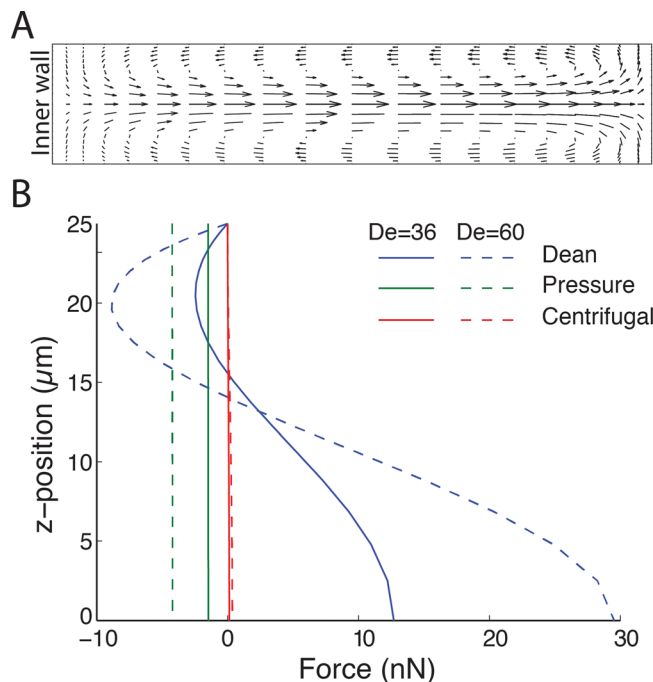 A
Inner wall
B
De=36 De=60
Dean
Pressure
Centrifugal
25
20
15
10
5
0
z-position (μm)
-10 0 10 20 30
Force (nN)